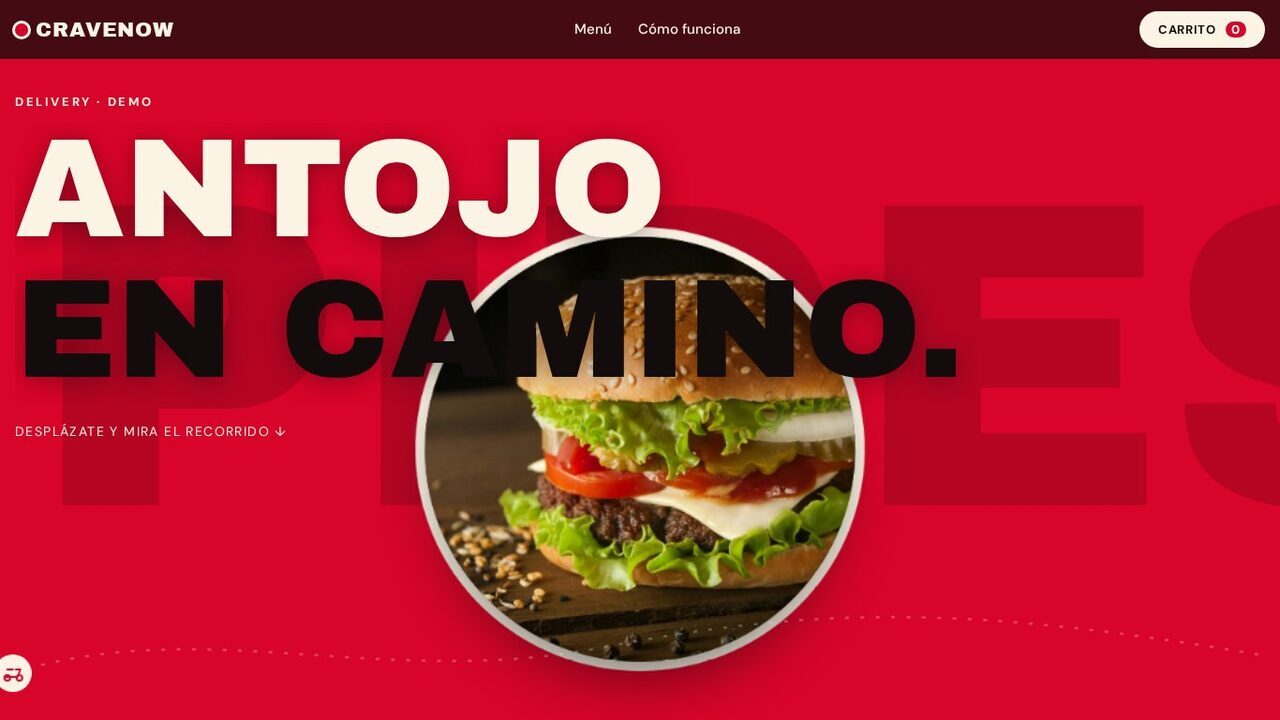 CRAVENOW
Menú
Cómo funciona
CARRITO 0
DELIVERY · DEMO
ANTOJO
EN CAMINO.
DESPLÁZATE Y MIRA EL RECORRIDO ↓